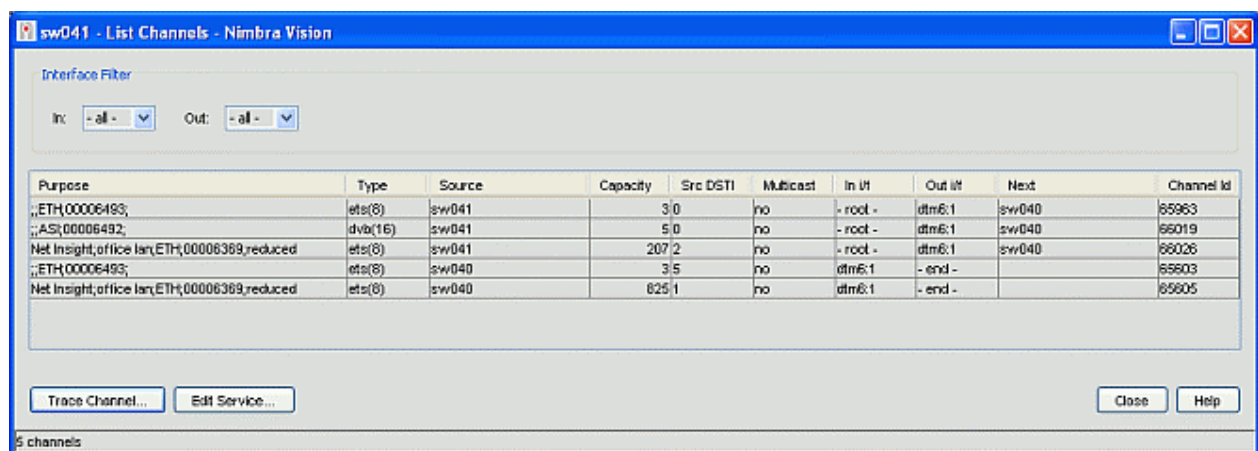 sw041 - List Channels - Nimbra Vision
Interface Filter
In: - all - Out: - all -
Purpose Type Source Capacity Src DSTI Multicast In i/f Out i/f Next Channel Id
;;ETH;00006493; ets(8) sw041 3 0 no - root - dtm6:1 sw040 65963
;;ASI;00006492; dvb(16) sw041 5 0 no - root - dtm6:1 sw040 66019
Net Insight;office lan;ETH;00006369;reduced ets(8) sw041 207 2 no - root - dtm6:1 sw040 66026
;;ETH;00006493; ets(8) sw040 3 5 no dtm6:1 - end - 65603
Net Insight;office lan;ETH;00006369;reduced ets(8) sw040 825 1 no dtm6:1 - end - 65605
Trace Channel... Edit Service... Close Help
5 channels